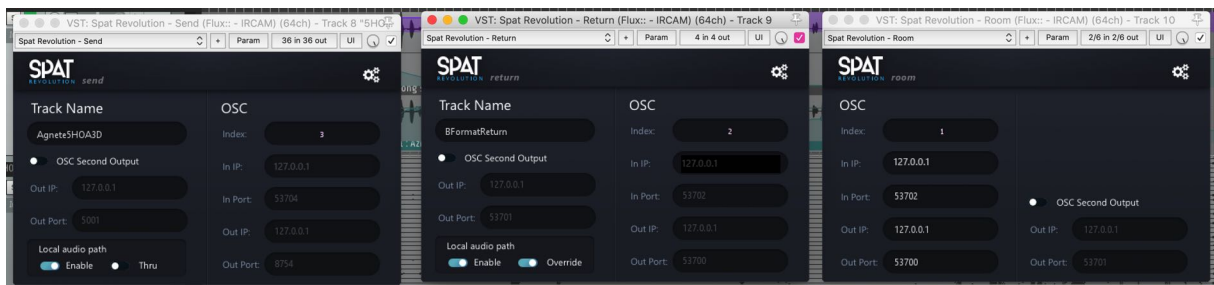 VST: Spat Revolution - Send (Flux:: - IRCAM) (64ch) - Track 8 "5HO
Spat Revolution - Send
+
Param
36 in 36 out
UI
SPAT
REVOLUTION send
Track Name
OSC
Agnete5HOA3D
Index:
3
OSC Second Output
In IP:
127.0.0.1
Out IP:
127.0.0.1
In Port:
53704
Out Port:
5001
Out IP:
127.0.0.1
Local audio path
Enable
Thru
Out Port:
8754
VST: Spat Revolution - Return (Flux:: - IRCAM) (64ch) - Track 9
Spat Revolution - Return
+
Param
4 in 4 out
UI
SPAT
REVOLUTION return
Track Name
OSC
BFormatReturn
Index:
2
OSC Second Output
In IP:
127.0.0.1
Out IP:
127.0.0.1
In Port:
53702
Out Port:
53701
Out IP:
127.0.0.1
Local audio path
Enable
Override
Out Port:
53700
VST: Spat Revolution - Room (Flux:: - IRCAM) (64ch) - Track 10
Spat Revolution - Room
+
Param
2/6 in 2/6 out
UI
SPAT
REVOLUTION room
OSC
Index:
1
In IP:
127.0.0.1
In Port:
53702
OSC Second Output
Out IP:
127.0.0.1
Out IP:
127.0.0.1
Out Port:
53700
Out Port:
53701